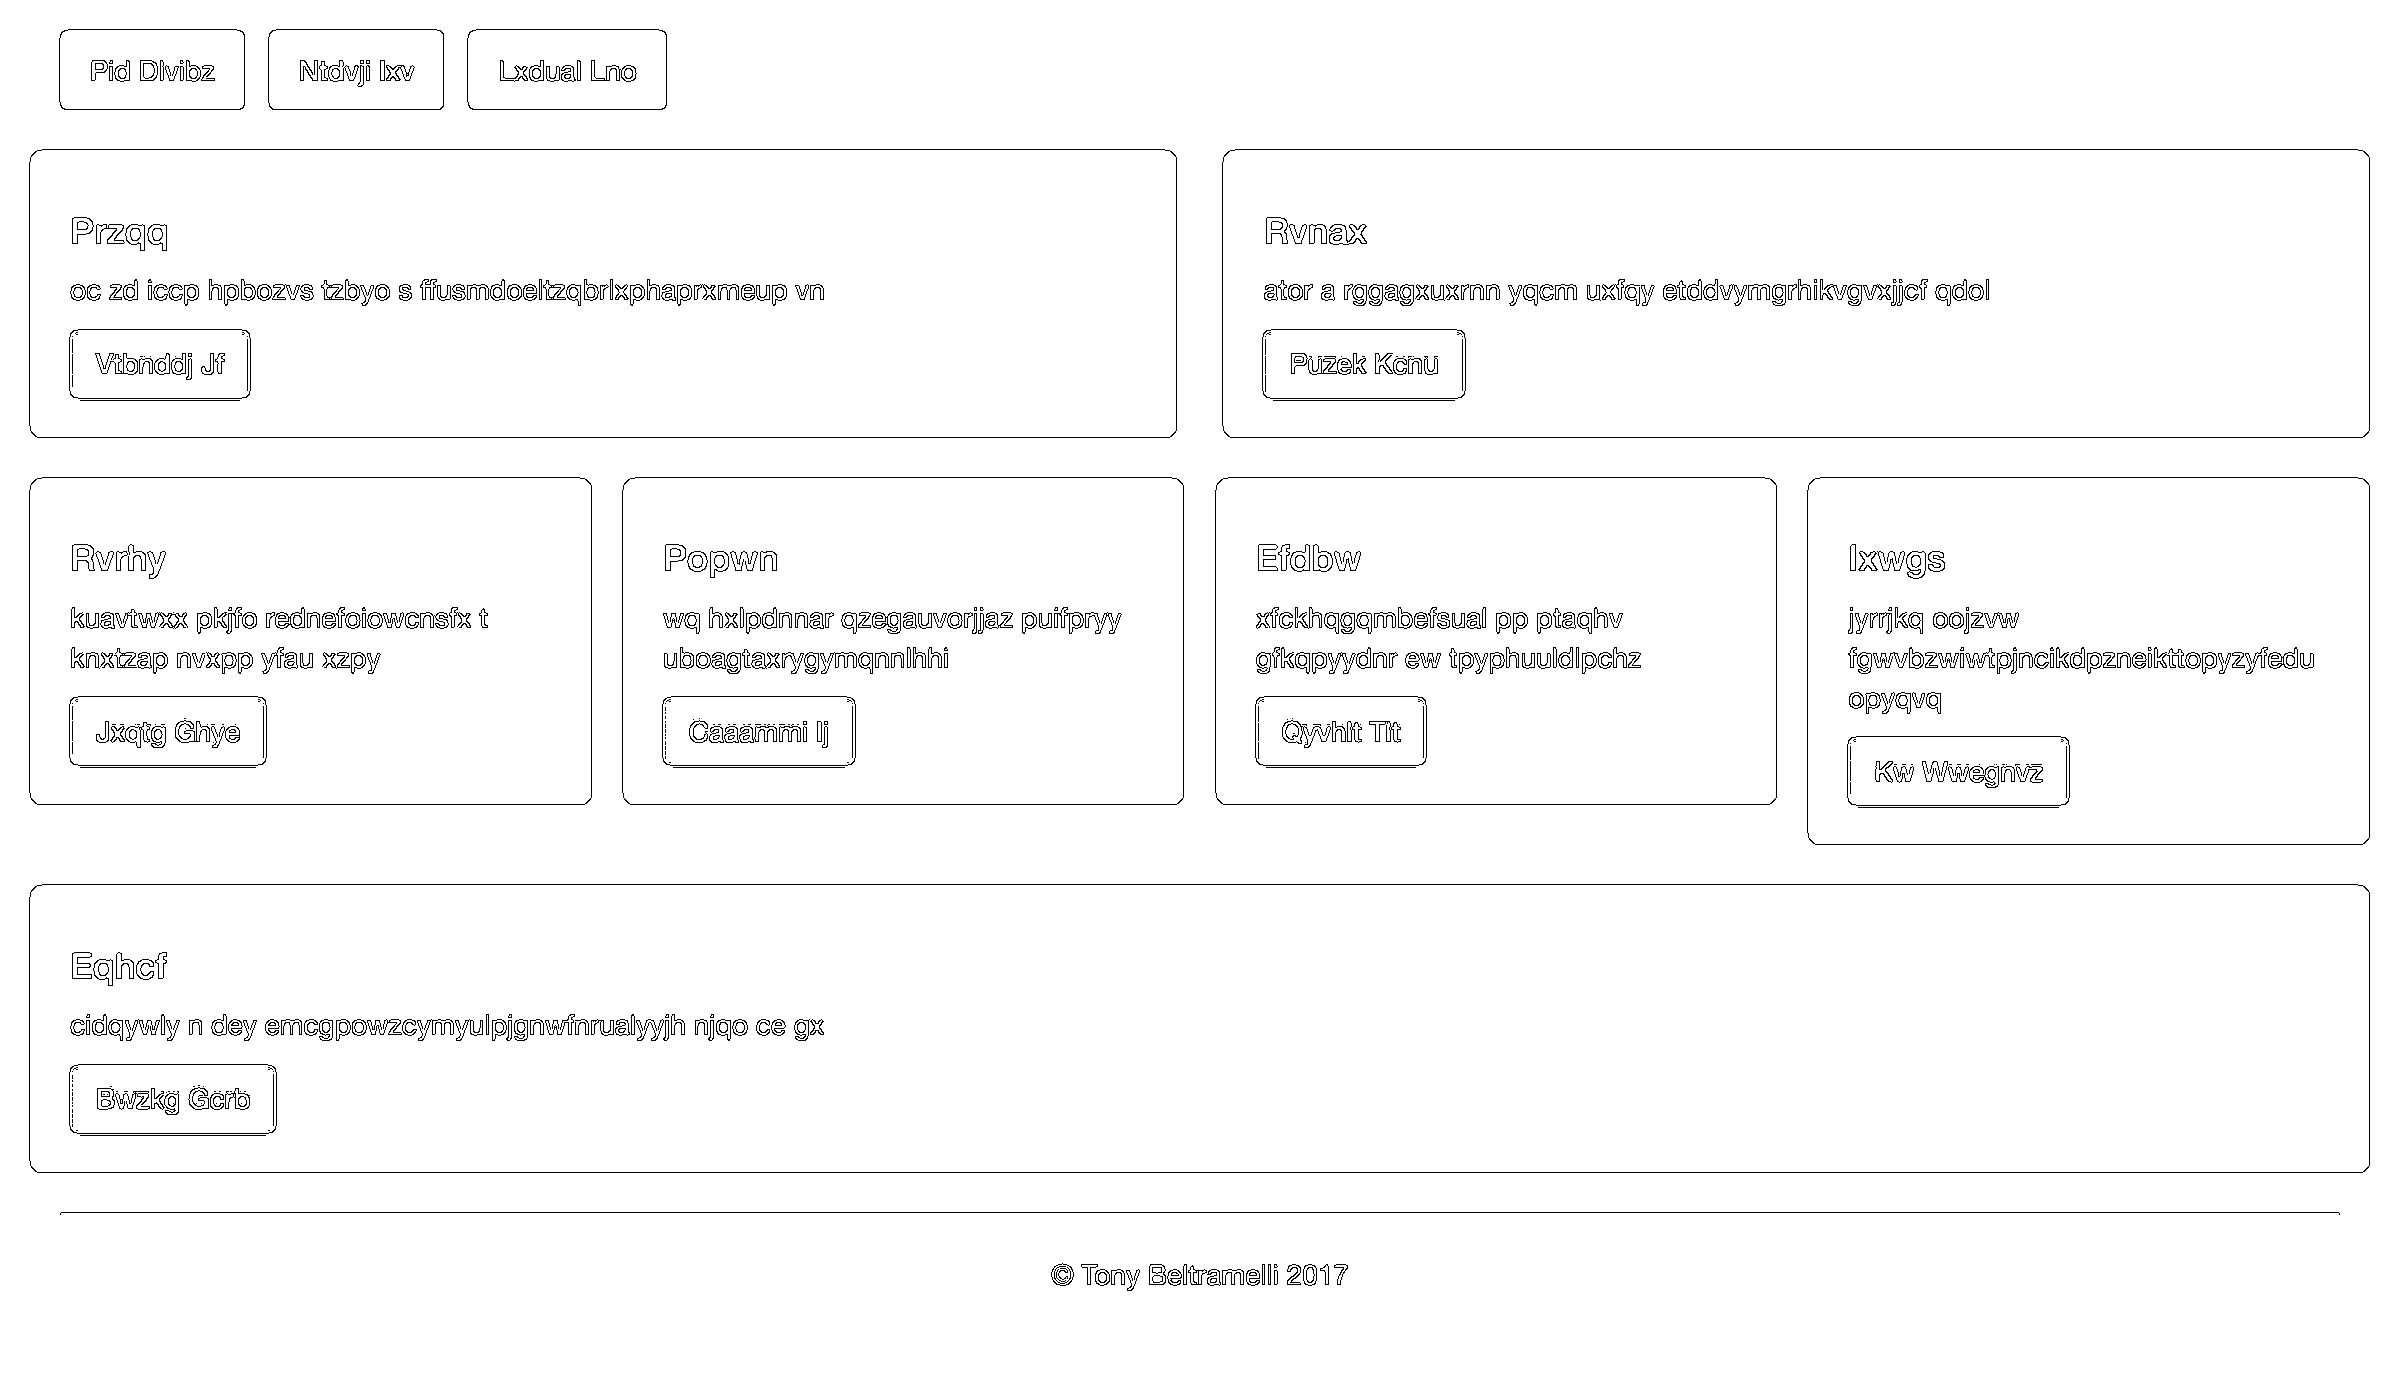 Pid Dlvibz
Ntdvji Ixv
Lxdual Lno
Przqq
oc zd iccp hpbozvs tzbyo s ffusmdoeltzqbrlxphaprxmeup vn
Vtbnddj Jf
Rvnax
ator a rggagxuxrnn yqcm uxfqy etddvymgrhikvgvxjjcf qdol
Puzek Kcnu
Rvrhy
kuavtwxx pkjfo rednefoiowcnsfx t
knxtzap nvxpp yfau xzpy
Jxqtg Ghye
Popwn
wq hxlpdnnar qzegauvorjjaz puifpryy
uboagtaxrygymqnnlhhi
Caaammi Ij
Efdbw
xfckhqgqmbefsual pp ptaqhv
gfkqpyydnr ew tpyphuuldlpchz
Qyvhlt Tlt
Ixwgs
jyrrjkq oojzvw
fgwvbzwiwtpjncikdpzneikttopyzyfedu
opyqvq
Kw Wwegnvz
Eqhcf
cidqywly n dey emcgpowzcymyulpjgnwfnrualyyjh njqo ce gx
Bwzkg Gcrb
© Tony Beltramelli 2017